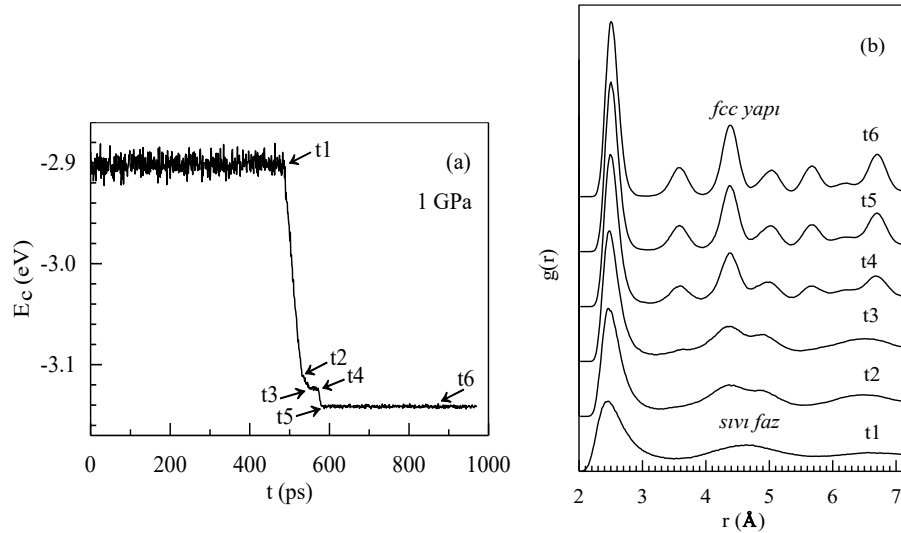 (a)
1 GPa
E_C (eV)
-2.9
-3.0
-3.1
t1
t2
t3
t4
t5
t6
0 200 400 600 800 1000
t (ps)
(b)
g(r)
fcc yapı
t6
t5
t4
t3
t2
sıvı faz
t1
2 3 4 5 6 7
r (Å)